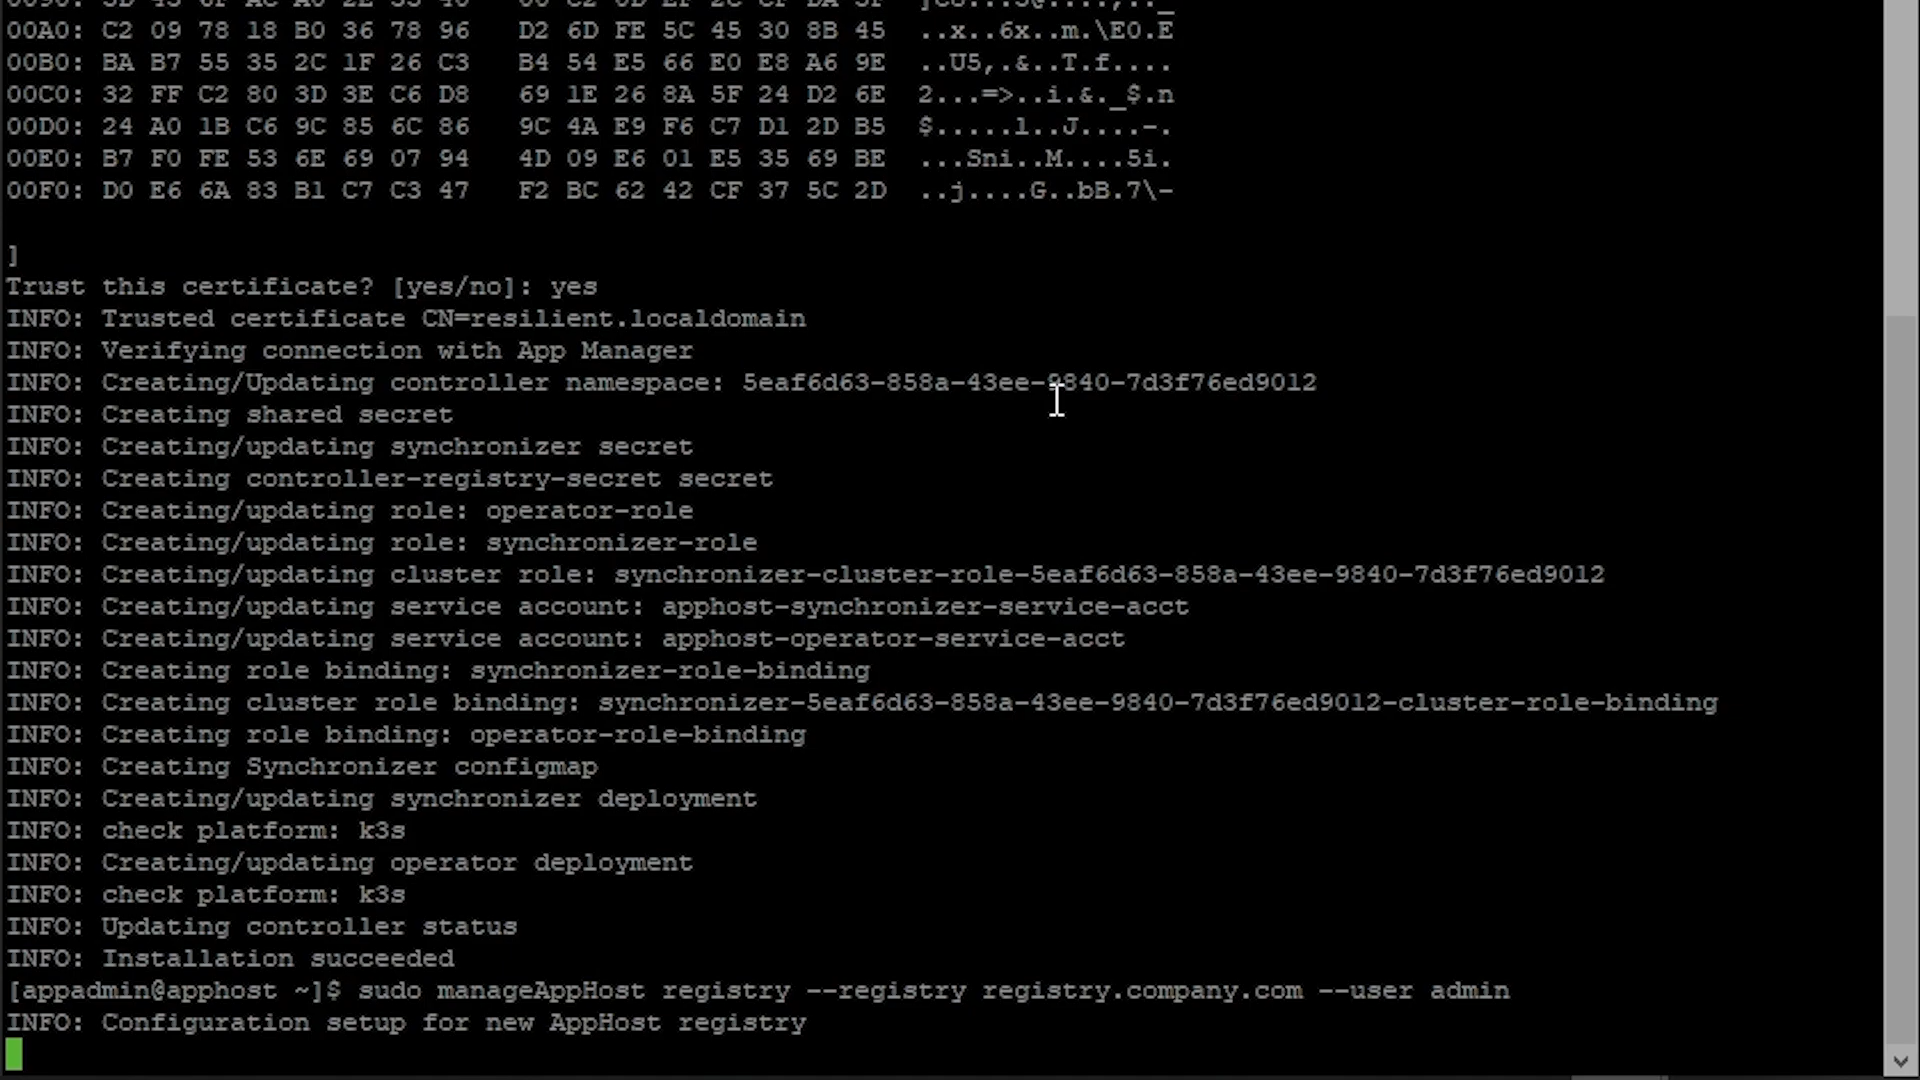 00A0: C2 09 78 18 B0 36 78 96   D2 6D FE 5C 45 30 8B 45  ..x..6x..m.\E0.E
00B0: BA B7 55 35 2C 1F 26 C3   B4 54 E5 66 E0 E8 A6 9E  ..U5,.&..T.f....
00C0: 32 FF C2 80 3D 3E C6 D8   69 1E 26 8A 5F 24 D2 6E  2...=>..i.&._$.n
00D0: 24 A0 1B C6 9C 85 6C 86   9C 4A E9 F6 C7 D1 2D B5  $.....l..J....-.
00E0: B7 F0 FE 53 6E 69 07 94   4D 09 E6 01 E5 35 69 BE  ...Sni..M....5i.
00F0: D0 E6 6A 83 B1 C7 C3 47   F2 BC 62 42 CF 37 5C 2D  ..j....G..bB.7\-
]
Trust this certificate? [yes/no]: yes
INFO: Trusted certificate CN=resilient.localdomain
INFO: Verifying connection with App Manager
INFO: Creating/Updating controller namespace: 5eaf6d63-858a-43ee-9840-7d3f76ed9012
INFO: Creating shared secret
INFO: Creating/updating synchronizer secret
INFO: Creating controller-registry-secret secret
INFO: Creating/updating role: operator-role
INFO: Creating/updating role: synchronizer-role
INFO: Creating/updating cluster role: synchronizer-cluster-role-5eaf6d63-858a-43ee-9840-7d3f76ed9012
INFO: Creating/updating service account: apphost-synchronizer-service-acct
INFO: Creating/updating service account: apphost-operator-service-acct
INFO: Creating role binding: synchronizer-role-binding
INFO: Creating cluster role binding: synchronizer-5eaf6d63-858a-43ee-9840-7d3f76ed9012-cluster-role-binding
INFO: Creating role binding: operator-role-binding
INFO: Creating Synchronizer configmap
INFO: Creating/updating synchronizer deployment
INFO: check platform: k3s
INFO: Creating/updating operator deployment
INFO: check platform: k3s
INFO: Updating controller status
INFO: Installation succeeded
[appadmin@apphost ~]$ sudo manageAppHost registry --registry registry.company.com --user admin
INFO: Configuration setup for new AppHost registry